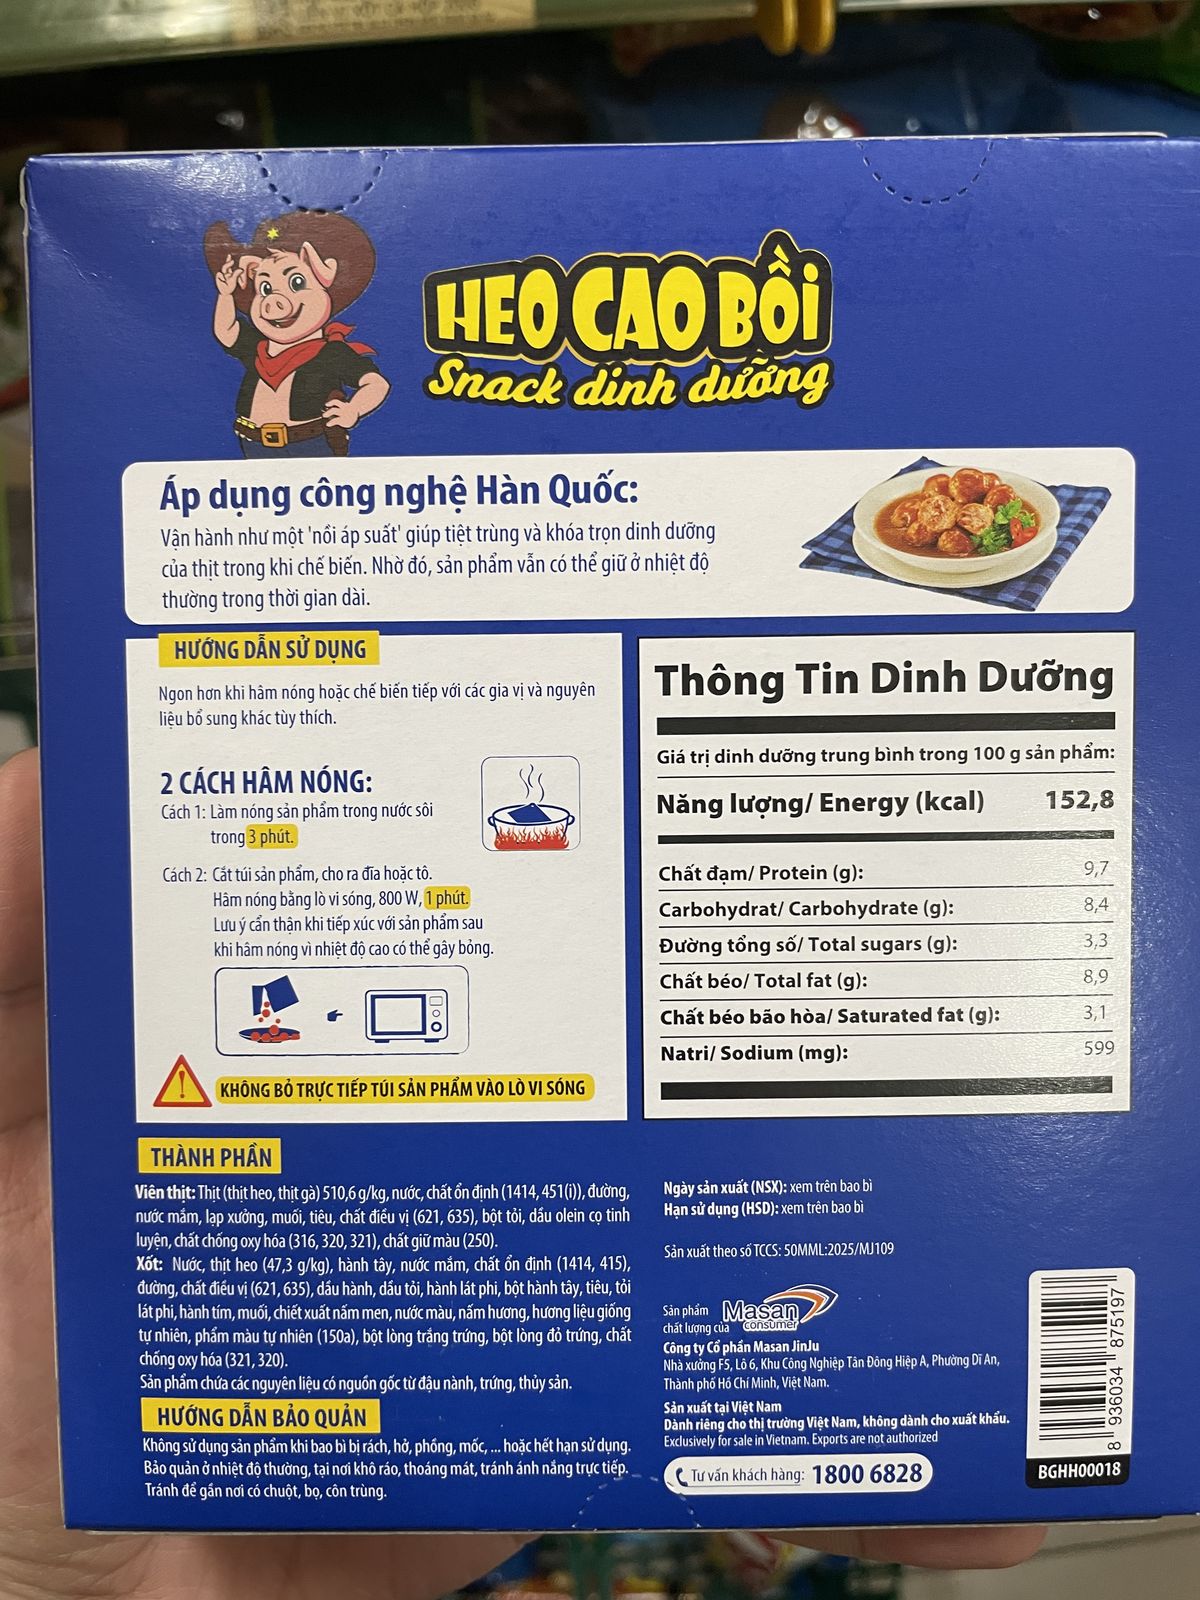 HEO CAO BỒI
Snack dinh dưỡng
Áp dụng công nghệ Hàn Quốc:
Vận hành như một 'nồi áp suất' giúp tiệt trùng và khóa trọn dinh dưỡng
của thịt trong khi chế biến. Nhờ đó, sản phẩm vẫn có thể giữ ở nhiệt độ
thường trong thời gian dài.
HƯỚNG DẪN SỬ DỤNG
Ngon hơn khi hâm nóng hoặc chế biến tiếp với các gia vị và nguyên
liệu bổ sung khác tùy thích.
2 CÁCH HÂM NÓNG:
Cách 1: Làm nóng sản phẩm trong nước sôi
trong 3 phút.
Cách 2: Cắt túi sản phẩm, cho ra đĩa hoặc tô.
Hâm nóng bằng lò vi sóng, 800 W, 1 phút.
Lưu ý cẩn thận khi tiếp xúc với sản phẩm sau
khi hâm nóng vì nhiệt độ cao có thể gây bỏng.
KHÔNG BỎ TRỰC TIẾP TÚI SẢN PHẨM VÀO LÒ VI SÓNG
Thông Tin Dinh Dưỡng
Giá trị dinh dưỡng trung bình trong 100 g sản phẩm:
Năng lượng/ Energy (kcal) 152,8
Chất đạm/ Protein (g): 9,7
Carbohydrat/ Carbohydrate (g): 8,4
Đường tổng số/ Total sugars (g): 3,3
Chất béo/ Total fat (g): 8,9
Chất béo bão hòa/ Saturated fat (g): 3,1
Natri/ Sodium (mg): 599
THÀNH PHẦN
Viên thịt: Thịt (thịt heo, thịt gà) 510,6 g/kg, nước, chất ổn định (1414, 451(i)), đường,
nước mắm, lạp xưởng, muối, tiêu, chất điều vị (621, 635), bột tỏi, dầu olein cọ tinh
luyện, chất chống oxy hóa (316, 320, 321), chất giữ màu (250).
Xốt: Nước, thịt heo (47,3 g/kg), hành tây, nước mắm, chất ổn định (1414, 415),
đường, chất điều vị (621, 635), dầu hành, dầu tỏi, hành lát phi, bột hành tây, tiêu, tỏi
lát phi, hành tím, muối, chiết xuất nấm men, nước màu, nấm hương, hương liệu giống
tự nhiên, phẩm màu tự nhiên (150a), bột lòng trắng trứng, bột lòng đỏ trứng, chất
chống oxy hóa (321, 320).
Sản phẩm chứa các nguyên liệu có nguồn gốc từ đậu nành, trứng, thủy sản.
HƯỚNG DẪN BẢO QUẢN
Không sử dụng sản phẩm khi bao bì bị rách, hở, phồng, mốc, ... hoặc hết hạn sử dụng.
Bảo quản ở nhiệt độ thường, tại nơi khô ráo, thoáng mát, tránh ánh nắng trực tiếp.
Tránh để gần nơi có chuột, bọ, côn trùng.
Ngày sản xuất (NSX): xem trên bao bì
Hạn sử dụng (HSD): xem trên bao bì
Sản xuất theo số TCCS: 50MML:2025/MJ109
Sản phẩm
chất lượng của
Masan
consumer
Công ty Cổ phần Masan JinJu
Nhà xưởng F5, Lô 6, Khu Công Nghiệp Tân Đông Hiệp A, Phường Dĩ An,
Thành phố Hồ Chí Minh, Việt Nam.
Sản xuất tại Việt Nam
Dành riêng cho thị trường Việt Nam, không dành cho xuất khẩu.
Exclusively for sale in Vietnam. Exports are not authorized
Tư vấn khách hàng: 1800 6828
8 936034 875197
BGHH00018